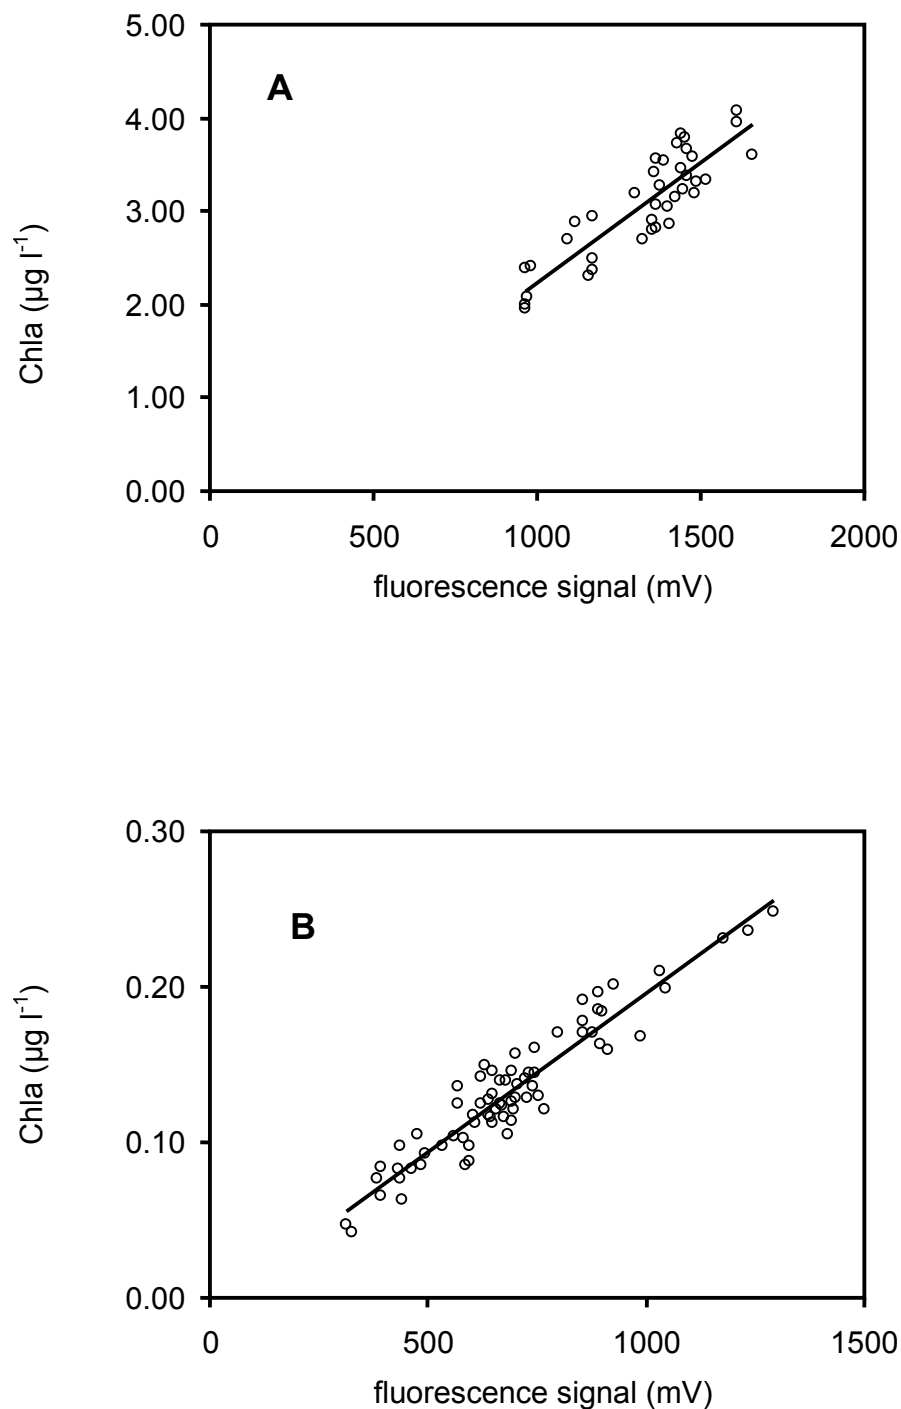 5.00
A
4.00
3.00
2.00
1.00
0.00
Chla (µg l⁻¹)
0 500 1000 1500 2000
fluorescence signal (mV)
0.30
B
0.20
0.10
0.00
Chla (µg l⁻¹)
0 500 1000 1500
fluorescence signal (mV)